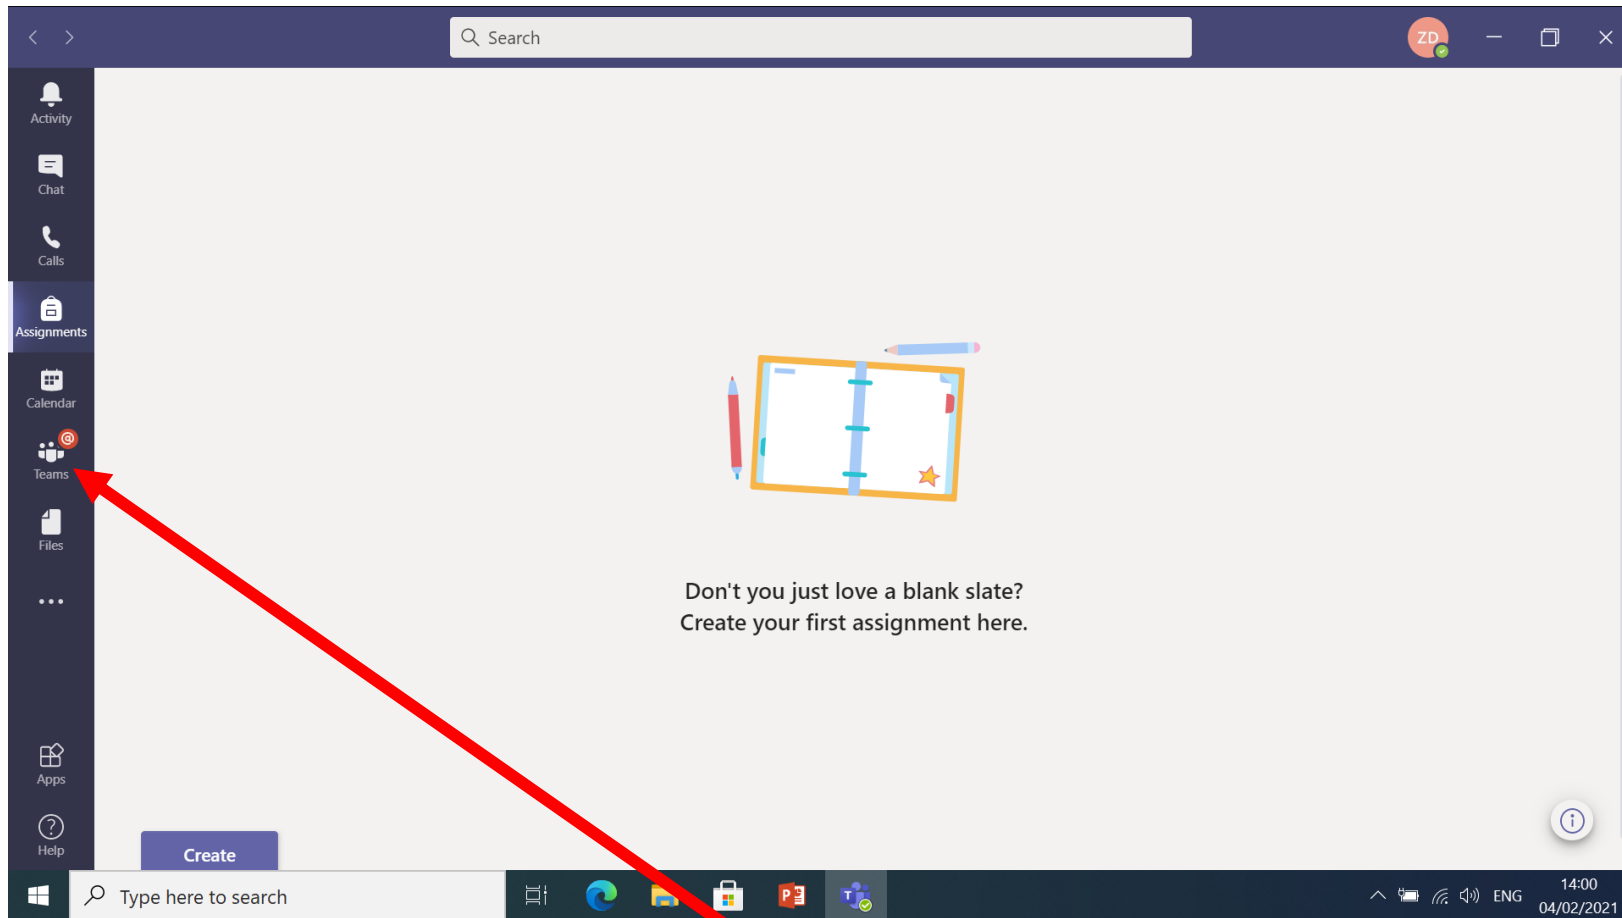 Search
ZD
Activity
Chat
Calls
Assignments
Calendar
@
Teams
Files
Don't you just love a blank slate?
Create your first assignment here.
Apps
Help
Create
Type here to search
ENG
14:00
04/02/2021